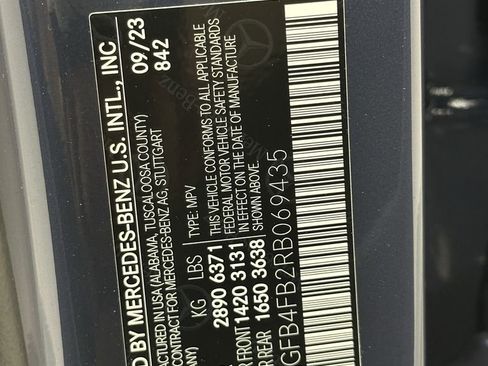 D BY MERCEDES-BENZ U.S. INTL., INC
FACTURED IN USA (ALABAMA, TUSCALOOSA COUNTY)
CONTRACT FOR MERCEDES-BENZ AG, STUTTGART
ANY)
09/23
842
KG LBS TYPE: MPV
2890 6371
R FRONT 1420 3131
R REAR 1650 3638
THIS VEHICLE CONFORMS TO ALL APPLICABLE
FEDERAL MOTOR VEHICLE SAFETY STANDARDS
IN EFFECT ON THE DATE OF MANUFACTURE
SHOWN ABOVE.
GFB4FB2RB069435